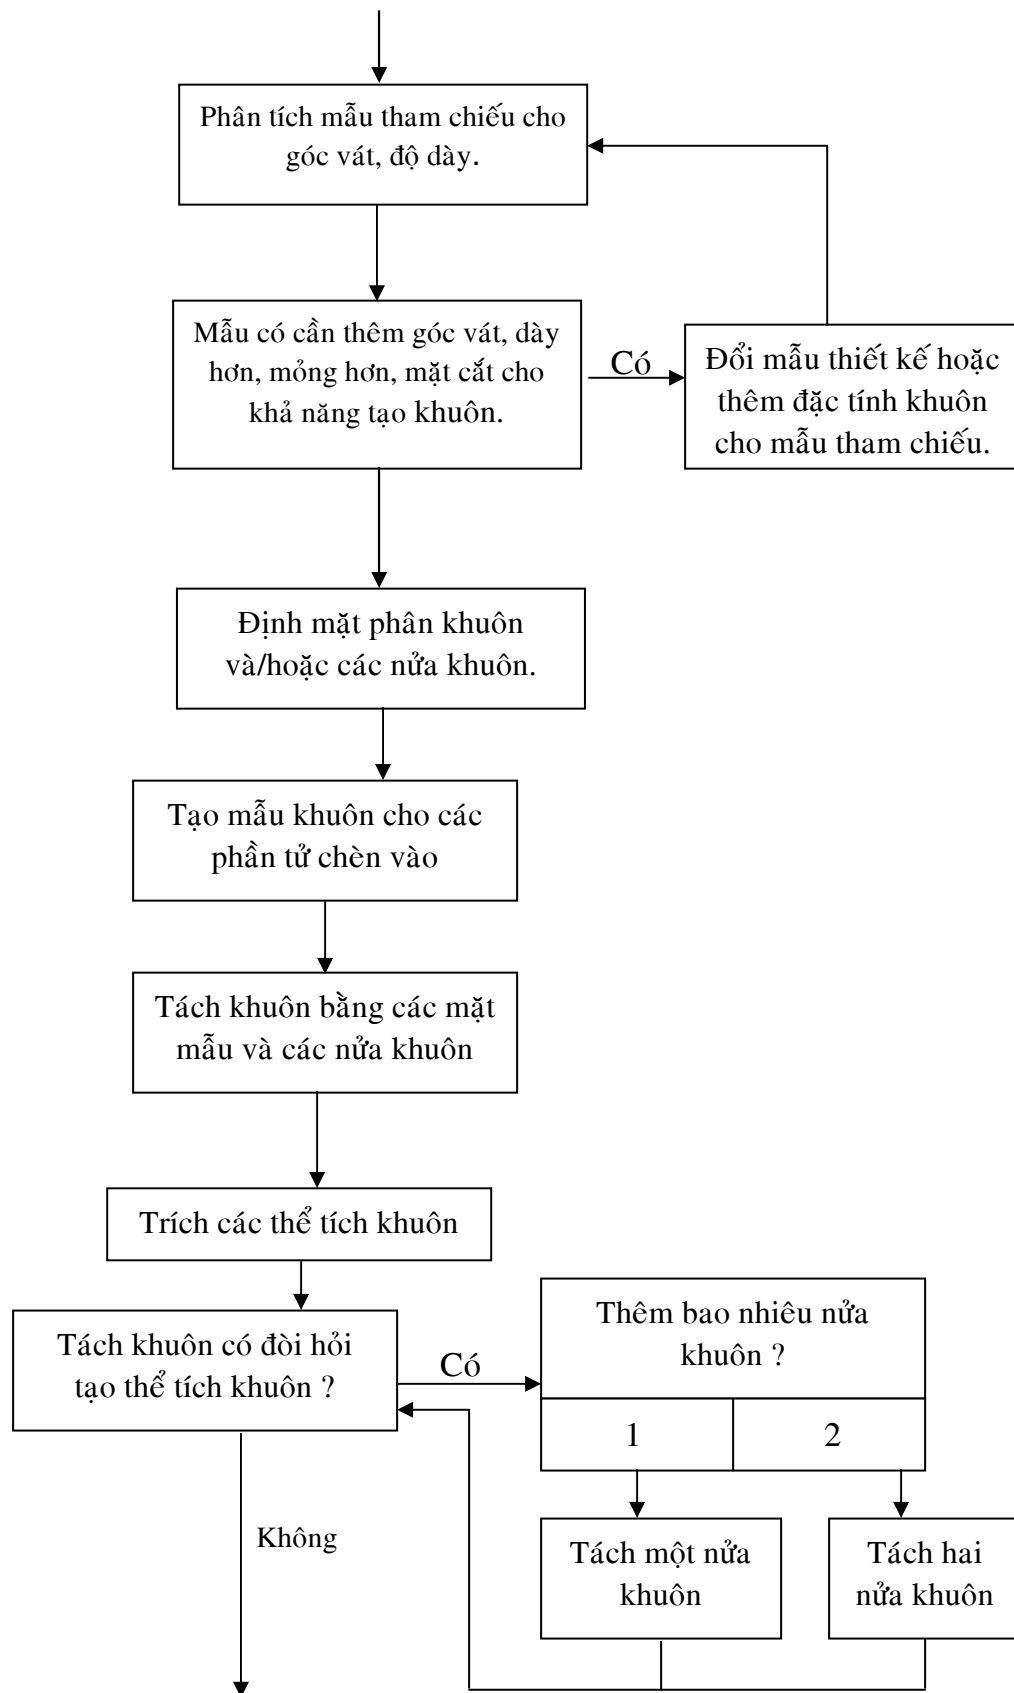 Phân tích mẫu tham chiếu cho
góc vát, độ dày.
Mẫu có cần thêm góc vát, dày
hơn, mỏng hơn, mặt cắt cho
khả năng tạo khuôn.
Có
Đổi mẫu thiết kế hoặc
thêm đặc tính khuôn
cho mẫu tham chiếu.
Định mặt phân khuôn
và/hoặc các nửa khuôn.
Tạo mẫu khuôn cho các
phần tử chèn vào
Tách khuôn bằng các mặt
mẫu và các nửa khuôn
Trích các thể tích khuôn
Tách khuôn có đòi hỏi
tạo thể tích khuôn ?
Có
Thêm bao nhiêu nửa
khuôn ?
1
2
Không
Tách một nửa
khuôn
Tách hai
nửa khuôn